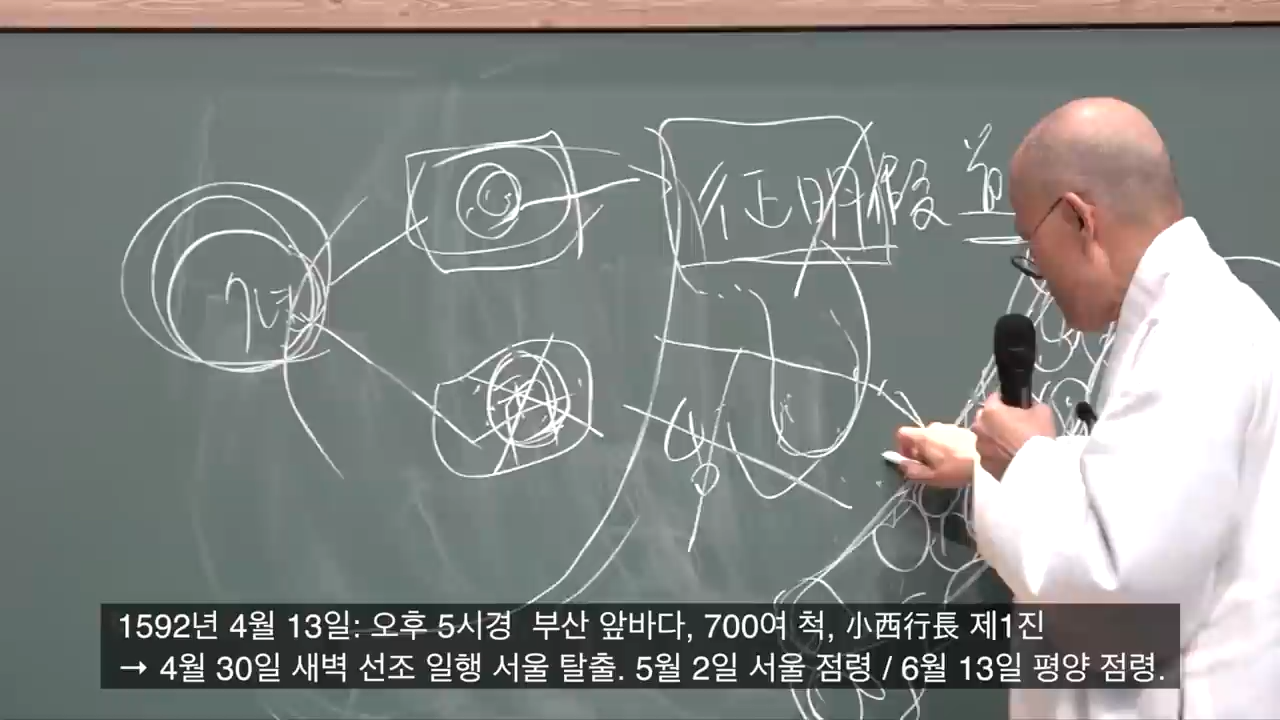 征明假道
1592년 4월 13일: 오후 5시경 부산 앞바다, 700여 척, 小西行長 제1진
→ 4월 30일 새벽 선조 일행 서울 탈출. 5월 2일 서울 점령 / 6월 13일 평양 점령.